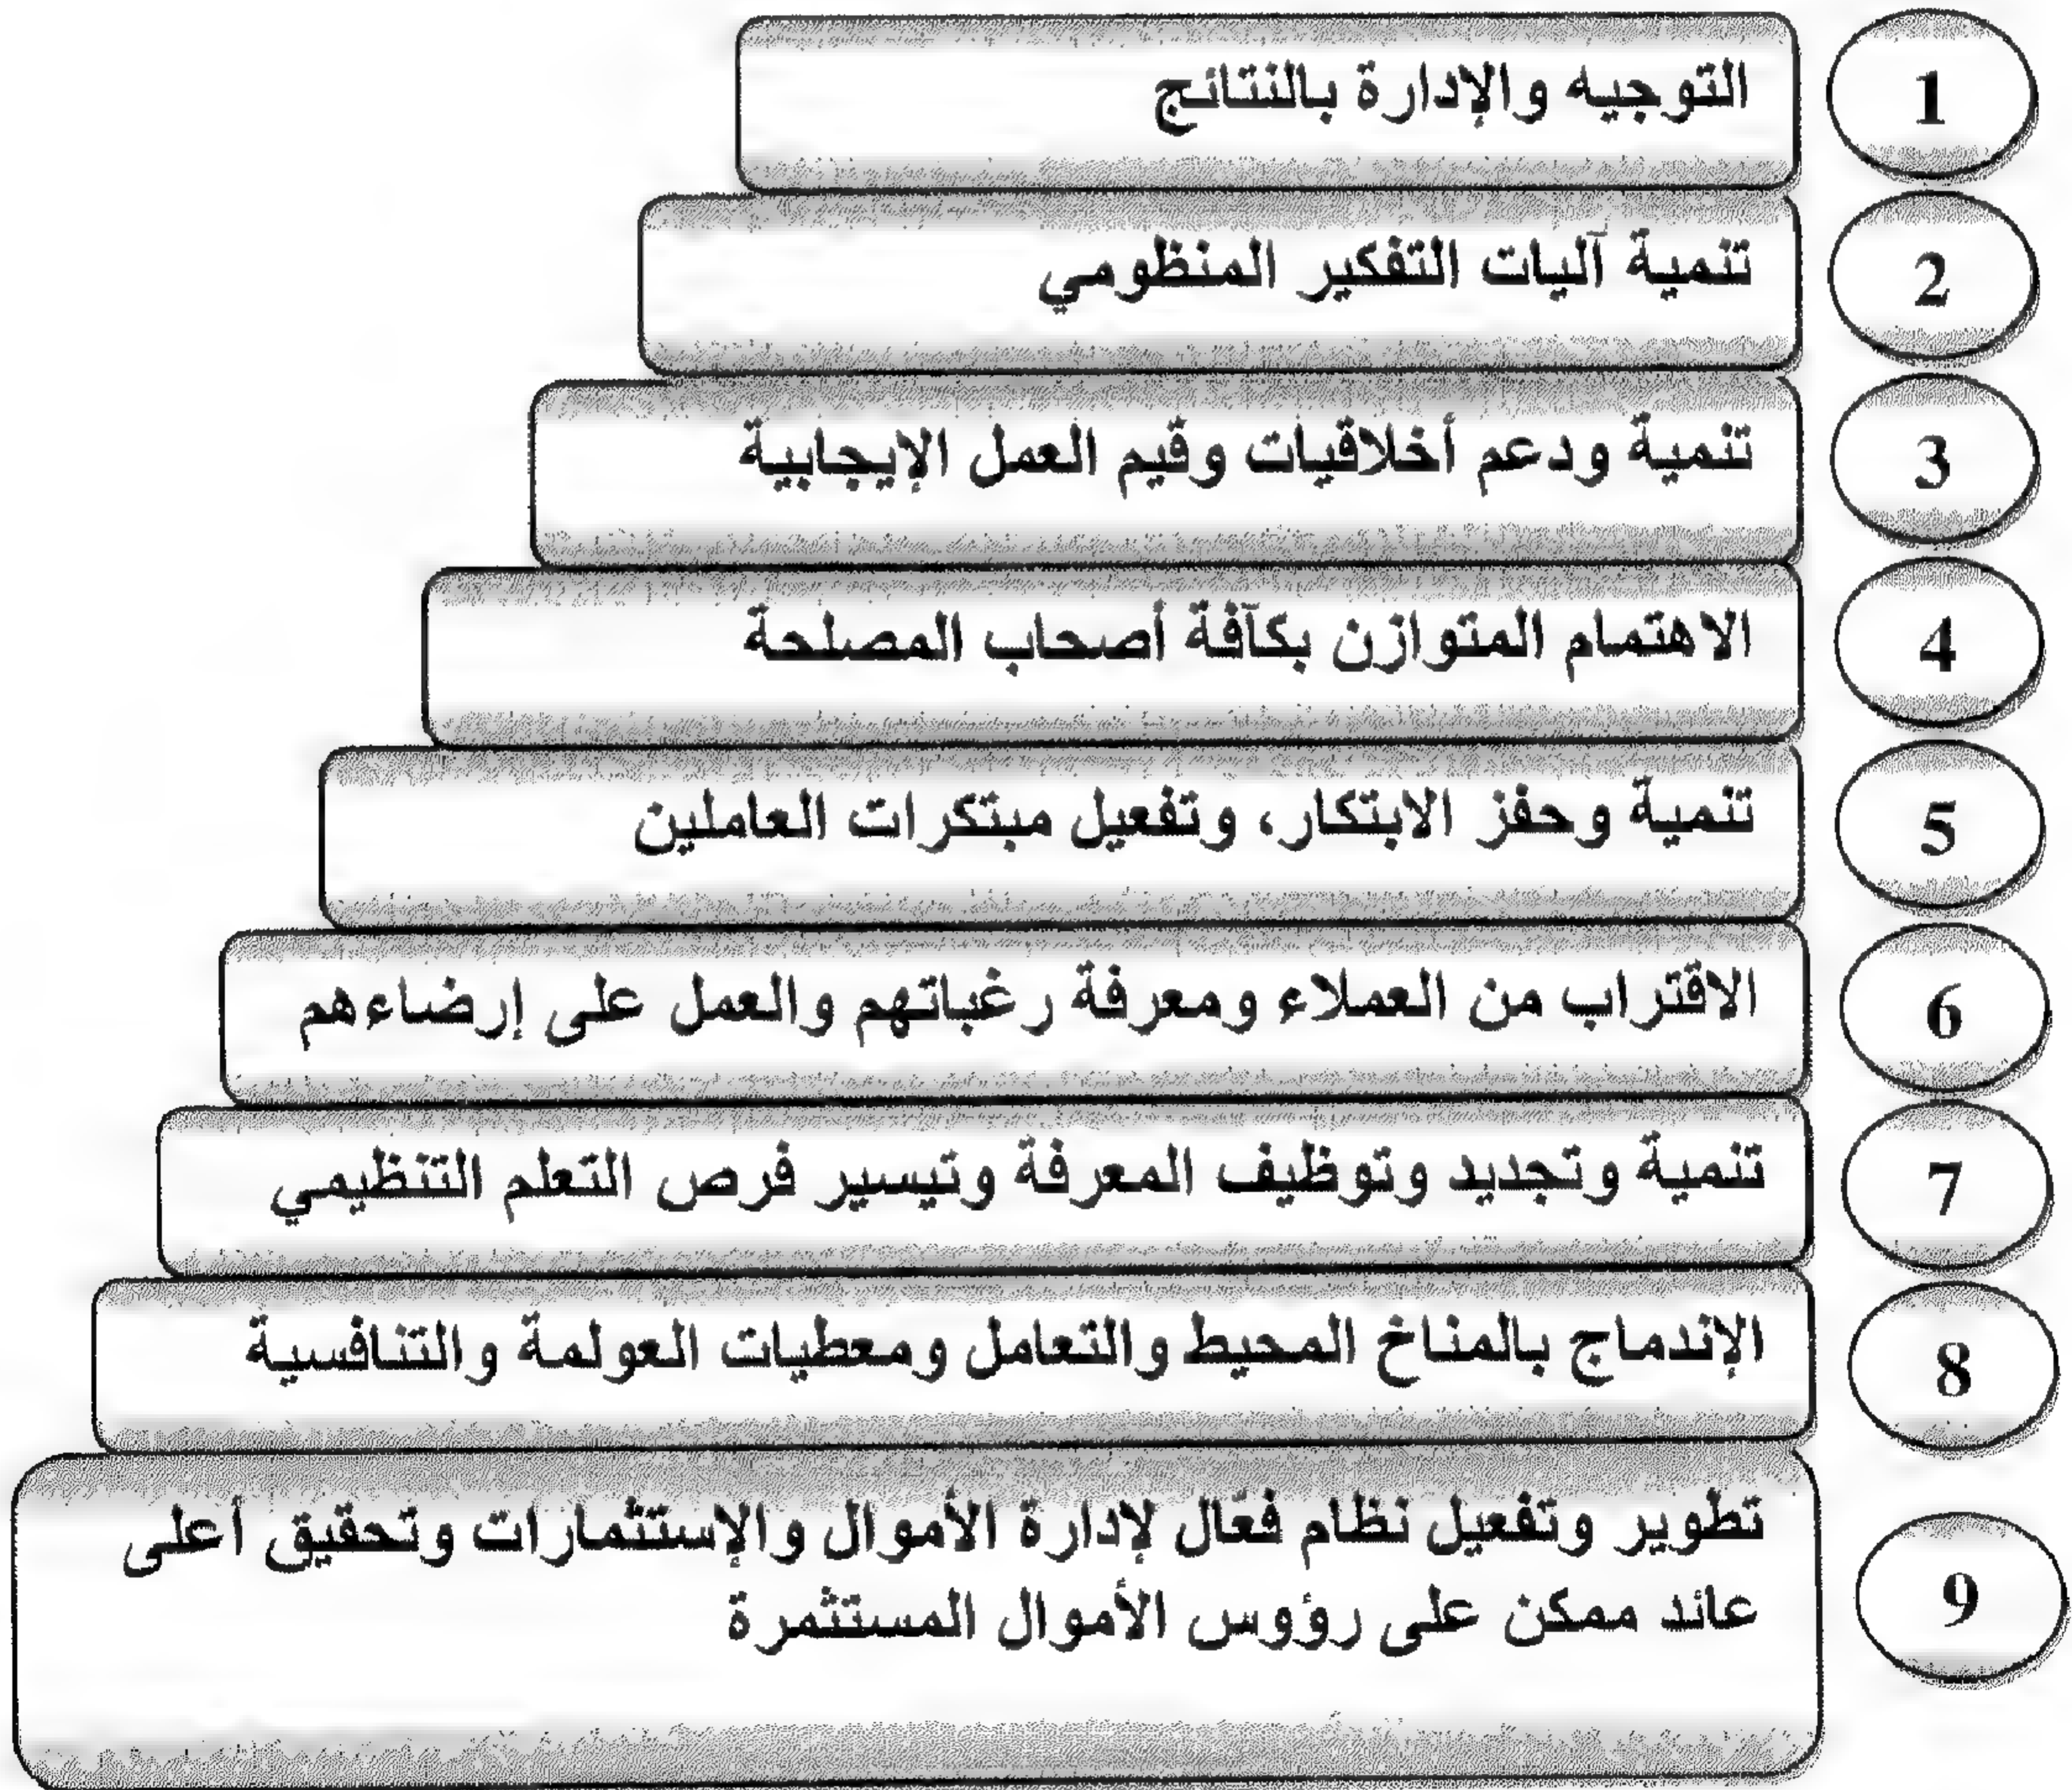 1 التوجيه والإدارة بالنتائج
2 تنمية آليات التفكير المنظومي
3 تنمية ودعم أخلاقيات وقيم العمل الإيجابية
4 الاهتمام المتوازن بكآفة أصحاب المصلحة
5 تنمية وحفز الابتكار، وتفعيل مبتكرات العاملين
6 الاقتراب من العملاء ومعرفة رغباتهم والعمل على إرضاءهم
7 تنمية وتجديد وتوظيف المعرفة وتيسير فرص التعلم التنظيمي
8 الإندماج بالمناخ المحيط والتعامل ومعطيات العولمة والتنافسية
9 تطوير وتفعيل نظام فعّال لإدارة الأموال والإستثمارات وتحقيق أعلى
عائد ممكن على رؤوس الأموال المستثمرة